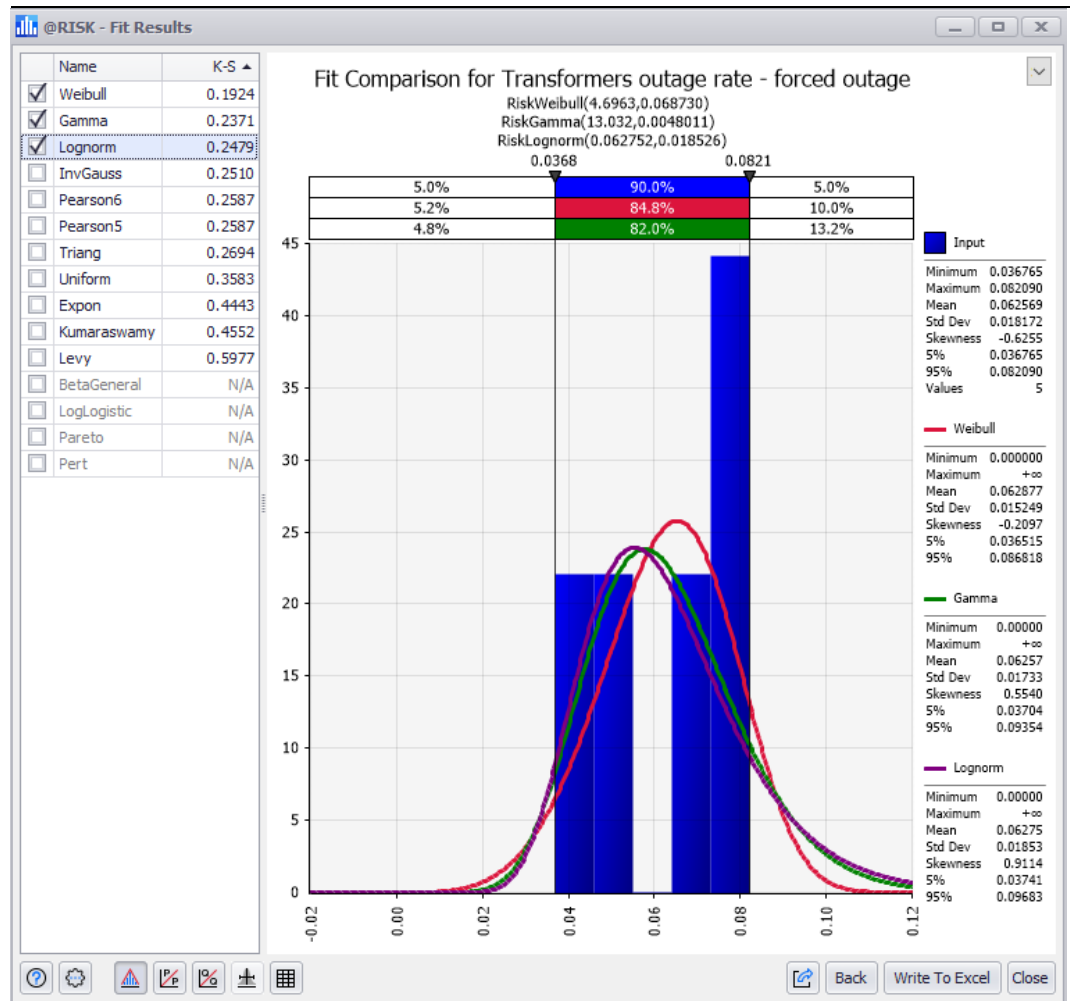 @RISK - Fit Results
Name K-S
Weibull 0.1924
Gamma 0.2371
Lognorm 0.2479
InvGauss 0.2510
Pearson6 0.2587
Pearson5 0.2587
Triang 0.2694
Uniform 0.3583
Expon 0.4443
Kumaraswamy 0.4552
Levy 0.5977
BetaGeneral N/A
LogLogistic N/A
Pareto N/A
Pert N/A
Fit Comparison for Transformers outage rate - forced outage
RiskWeibull(4.6963,0.068730)
RiskGamma(13.032,0.0048011)
RiskLognorm(0.062752,0.018526)
0.0368 0.0821
5.0% 90.0% 5.0%
5.2% 84.8% 10.0%
4.8% 82.0% 13.2%
45
40
35
30
25
20
15
10
5
0
-0.02 0.00 0.02 0.04 0.06 0.08 0.10 0.12
Input
Minimum 0.036765
Maximum 0.082090
Mean 0.062569
Std Dev 0.018172
Skewness -0.6255
5% 0.036765
95% 0.082090
Values 5
Weibull
Minimum 0.000000
Maximum +∞
Mean 0.062877
Std Dev 0.015249
Skewness -0.2097
5% 0.036515
95% 0.086818
Gamma
Minimum 0.00000
Maximum +∞
Mean 0.06257
Std Dev 0.01733
Skewness 0.5540
5% 0.03704
95% 0.09354
Lognorm
Minimum 0.00000
Maximum +∞
Mean 0.06275
Std Dev 0.01853
Skewness 0.9114
5% 0.03741
95% 0.09683
Back Write To Excel Close